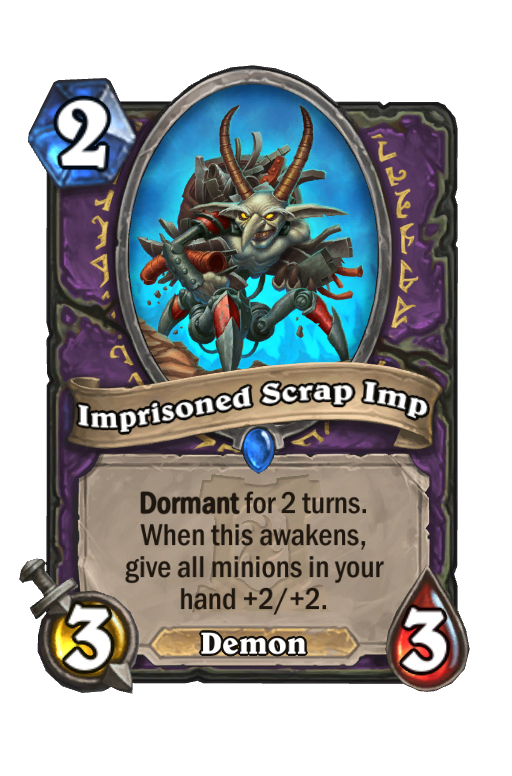 2
Imprisoned Scrap Imp
Dormant for 2 turns.
When this awakens,
give all minions in your
hand +2/+2.
3
Demon
3